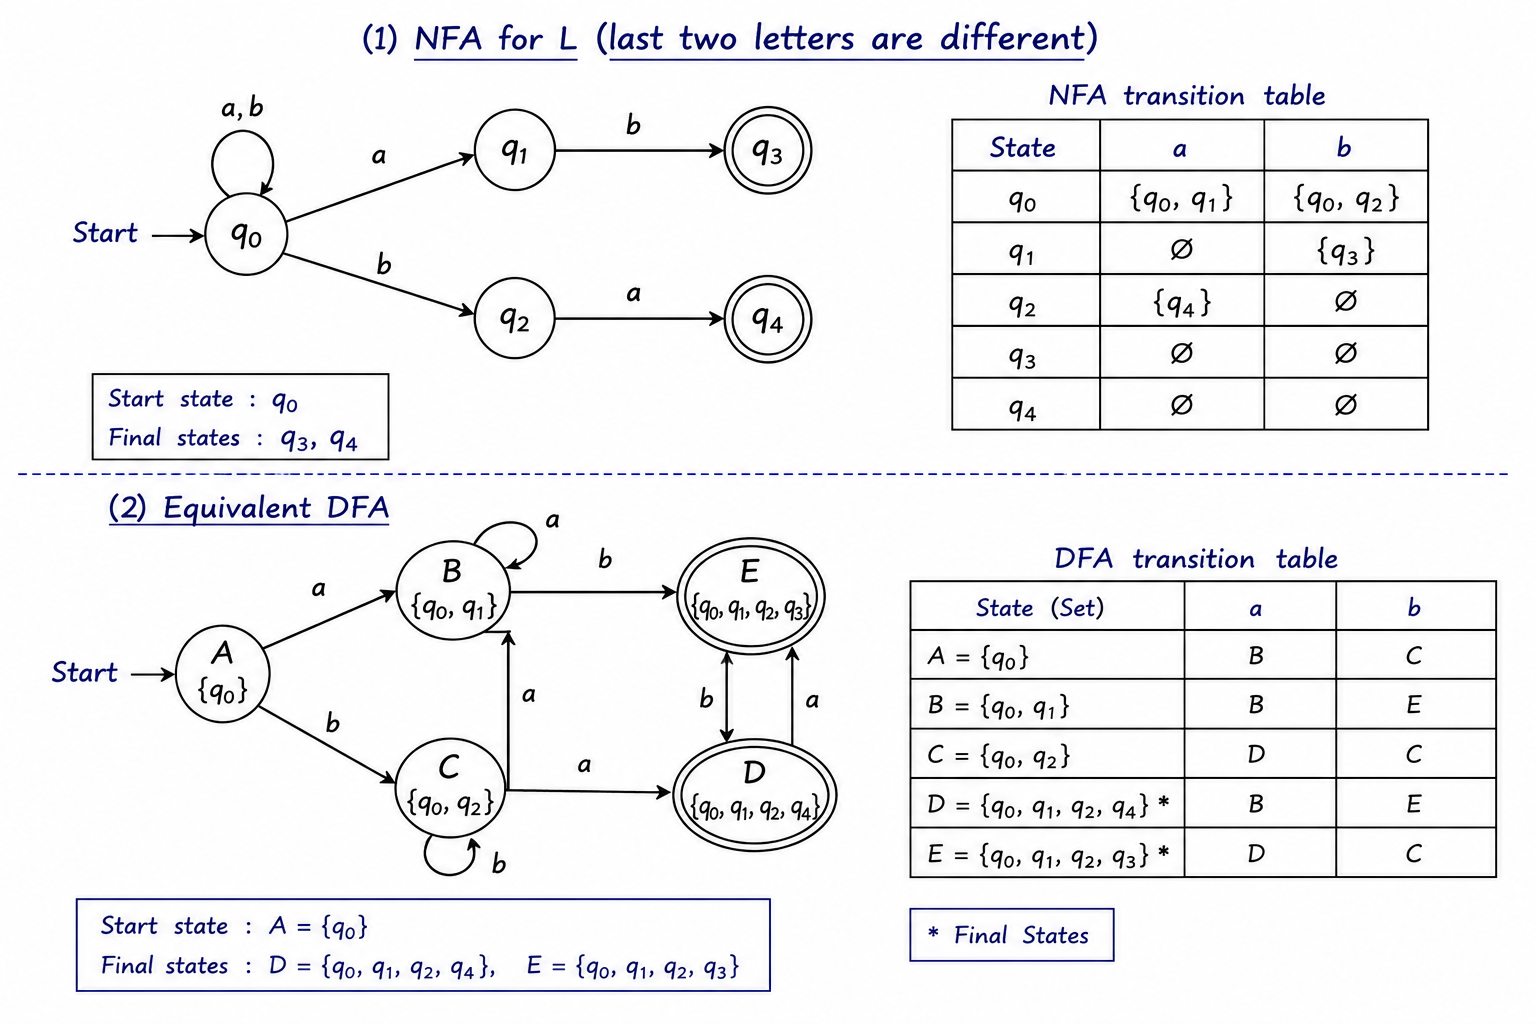 (1) NFA for L (last two letters are different)
a, b
a
b
Start
q0
q1
b
q3
q2
a
q4
Start state : q0
Final states : q3, q4
NFA transition table
State a b
q0 {q0, q1} {q0, q2}
q1 ∅ {q3}
q2 {q4} ∅
q3 ∅ ∅
q4 ∅ ∅
(2) Equivalent DFA
Start
A
{q0}
a
b
B
{q0, q1}
a
b
E
{q0, q1, q2, q3}
a
b
a
C
{q0, q2}
b
a
D
{q0, q1, q2, q4}
Start state : A = {q0}
Final states : D = {q0, q1, q2, q4}, E = {q0, q1, q2, q3}
DFA transition table
State (Set) a b
A = {q0} B C
B = {q0, q1} B E
C = {q0, q2} D C
D = {q0, q1, q2, q4} * B E
E = {q0, q1, q2, q3} * D C
* Final States